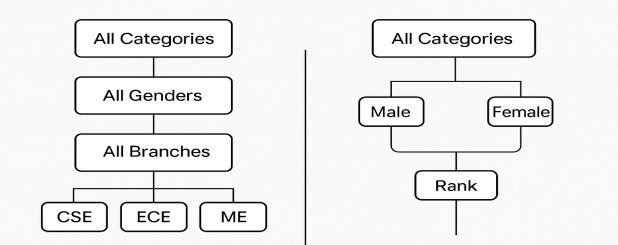 All Categories
All Genders
All Branches
CSE
ECE
ME
All Categories
Male
Female
Rank